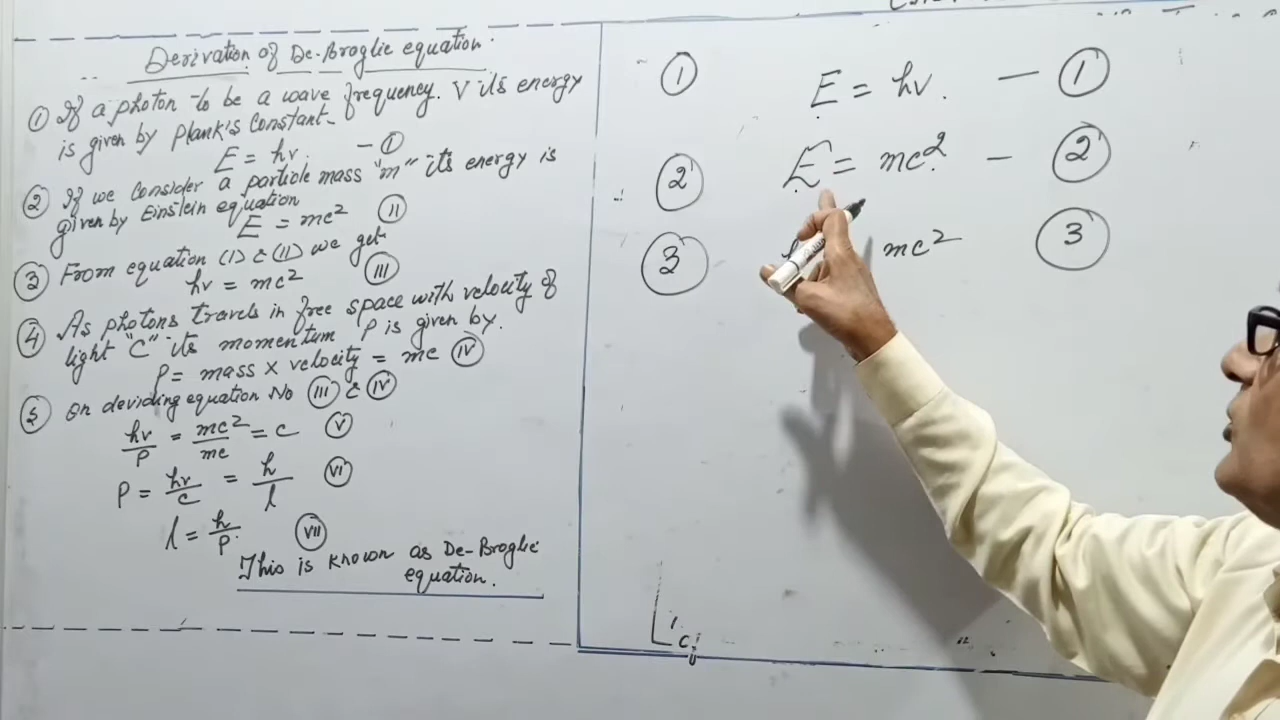 Derivation of De-Broglie equation.
① If a photon to be a wave frequency. V its energy
is given by Plank's Constant-
E = hv. - ①
② If we consider a particle mass "m" its energy is
given by Einstein equation
E = mc² Ⅱ
③ From equation (I) & (II) we get
hv = mc² Ⅲ
④ As photons travels in free space with velocity of
light "C" its momentum P is given by.
P = mass x velocity = mc Ⅳ
⑤ On deviding equation No Ⅲ & Ⅳ
hv/P = mc²/mc = c Ⅴ
P = hv/c = h/l Ⅵ
l = h/P. Ⅶ
This is known as De-Broglie
equation.
① E = hv. — ①
② E = mc². — ②
③ mc² ③